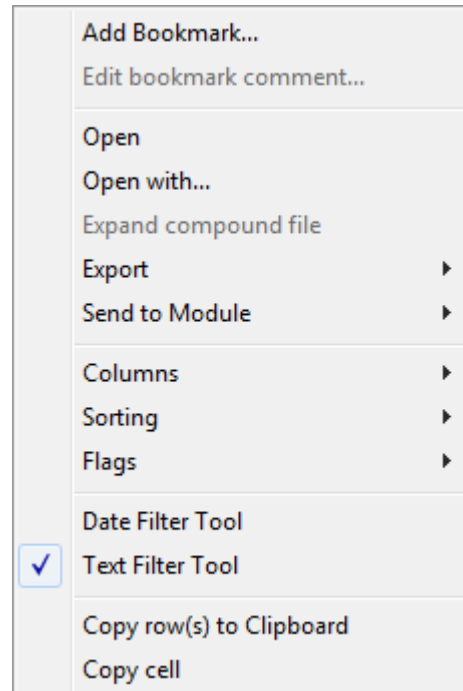 Add Bookmark...
Edit bookmark comment...
Open
Open with...
Expand compound file
Export
Send to Module
Columns
Sorting
Flags
Date Filter Tool
Text Filter Tool
Copy row(s) to Clipboard
Copy cell